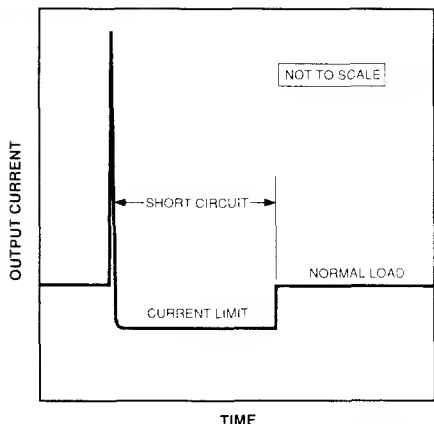 NOT TO SCALE
OUTPUT CURRENT
SHORT CIRCUIT
NORMAL LOAD
CURRENT LIMIT
TIME